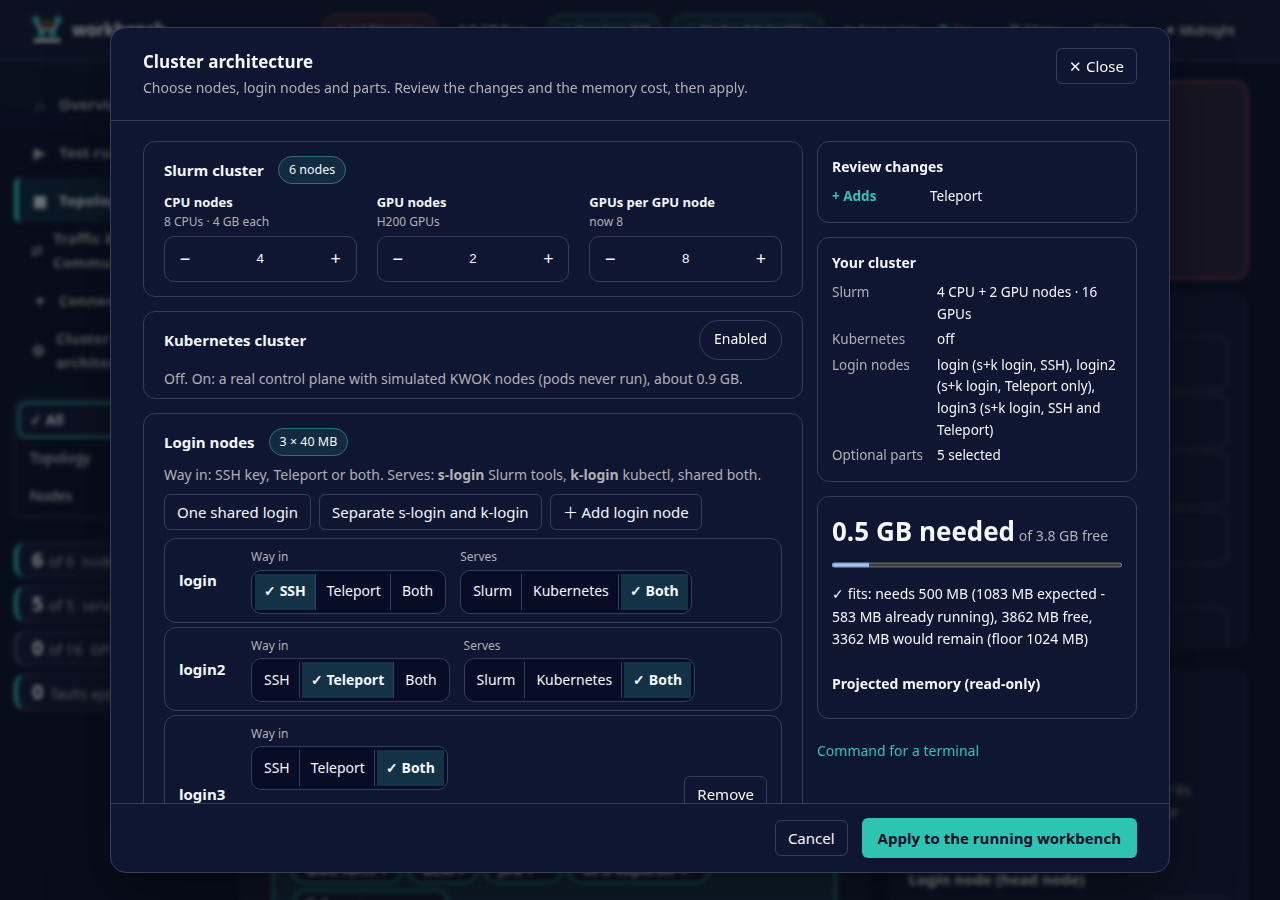 Cluster architecture
Choose nodes, login nodes and parts. Review the changes and the memory cost, then apply.
✕ Close
Slurm cluster
6 nodes
CPU nodes
8 CPUs · 4 GB each
− 4 +
GPU nodes
H200 GPUs
− 2 +
GPUs per GPU node
now 8
− 8 +
Kubernetes cluster
Enabled
Off. On: a real control plane with simulated KWOK nodes (pods never run), about 0.9 GB.
Login nodes
3 × 40 MB
Way in: SSH key, Teleport or both. Serves: s-login Slurm tools, k-login kubectl, shared both.
One shared login
Separate s-login and k-login
+ Add login node
login
Way in
✓ SSH Teleport Both
Serves
Slurm Kubernetes ✓ Both
login2
Way in
SSH ✓ Teleport Both
Serves
Slurm Kubernetes ✓ Both
login3
Way in
SSH Teleport ✓ Both
Remove
Review changes
+ Adds Teleport
Your cluster
Slurm 4 CPU + 2 GPU nodes · 16
GPUs
Kubernetes off
Login nodes login (s+k login, SSH), login2
(s+k login, Teleport only),
login3 (s+k login, SSH and
Teleport)
Optional parts 5 selected
0.5 GB needed of 3.8 GB free
✓ fits: needs 500 MB (1083 MB expected -
583 MB already running), 3862 MB free,
3362 MB would remain (floor 1024 MB)
Projected memory (read-only)
Command for a terminal
Cancel
Apply to the running workbench
Midnight
Test
✓ All
Topology
Nodes
Login node (head node)